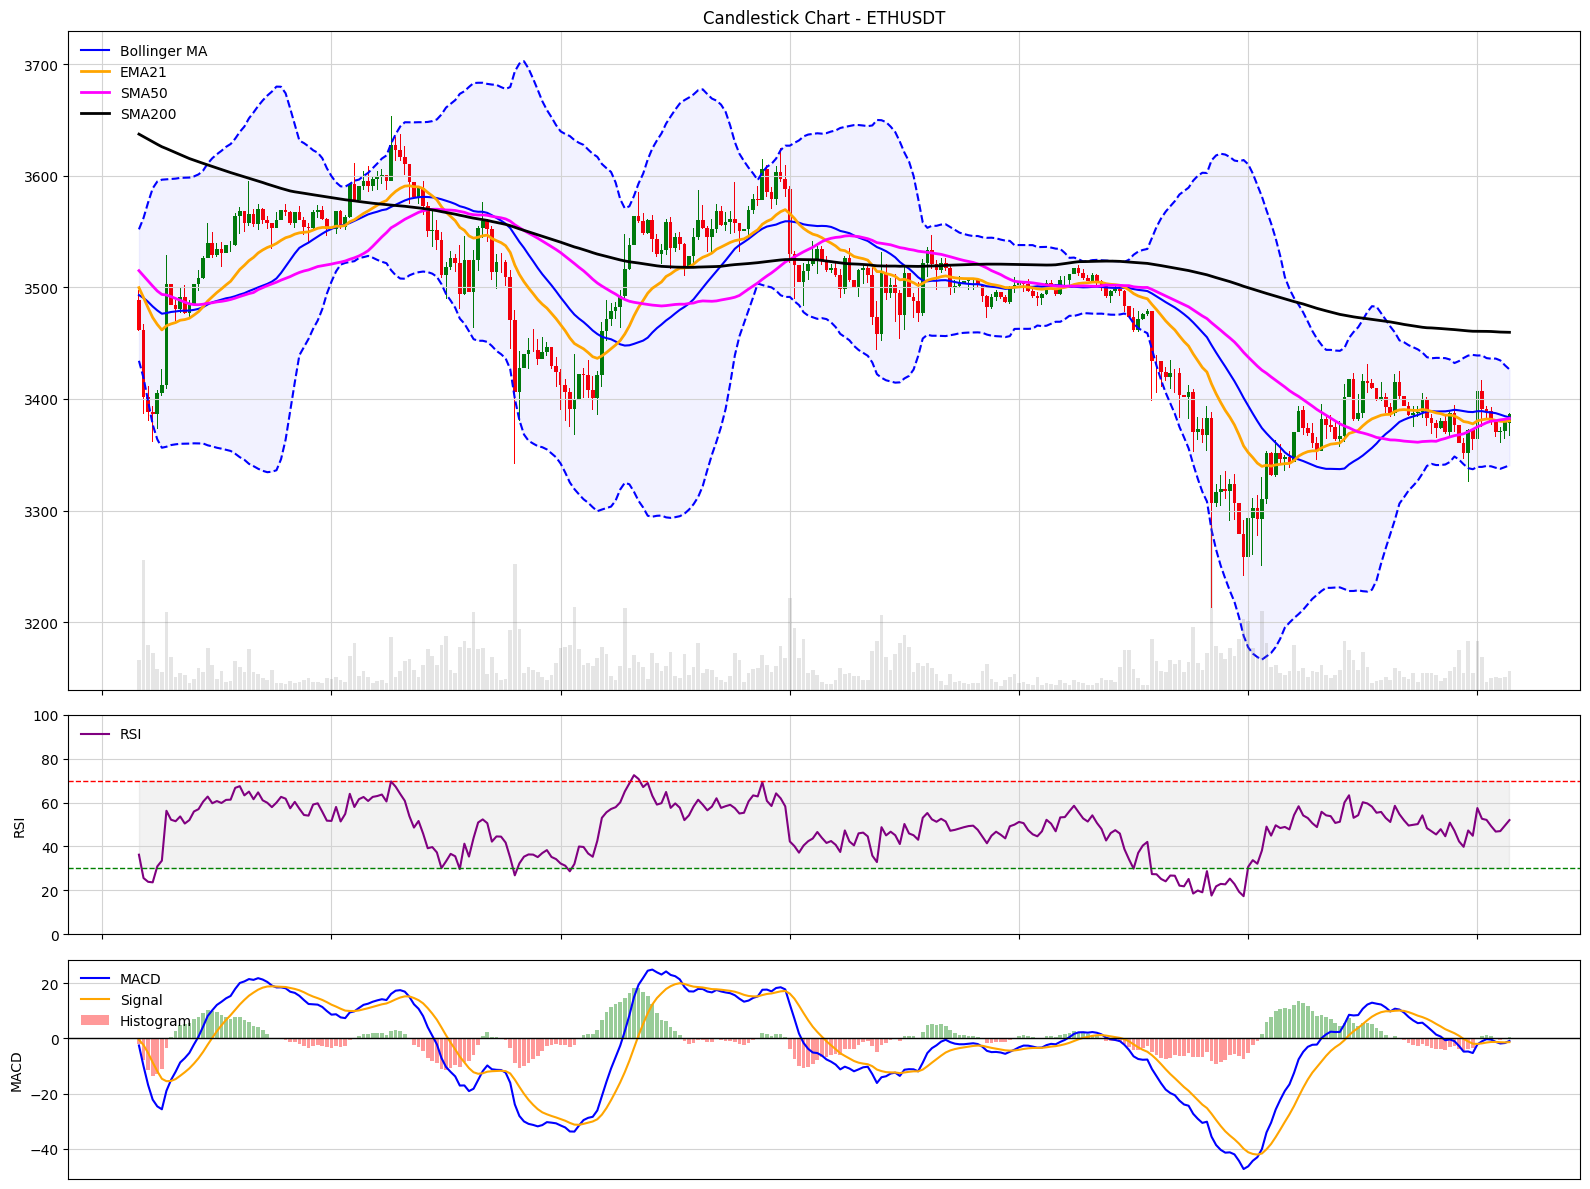 Candlestick Chart - ETHUSDT
Bollinger MA
EMA21
SMA50
SMA200
3700
3600
3500
3400
3300
3200
RSI
100
80
60
40
20
0
RSI
MACD
Signal
Histogram
20
0
−20
−40
MACD